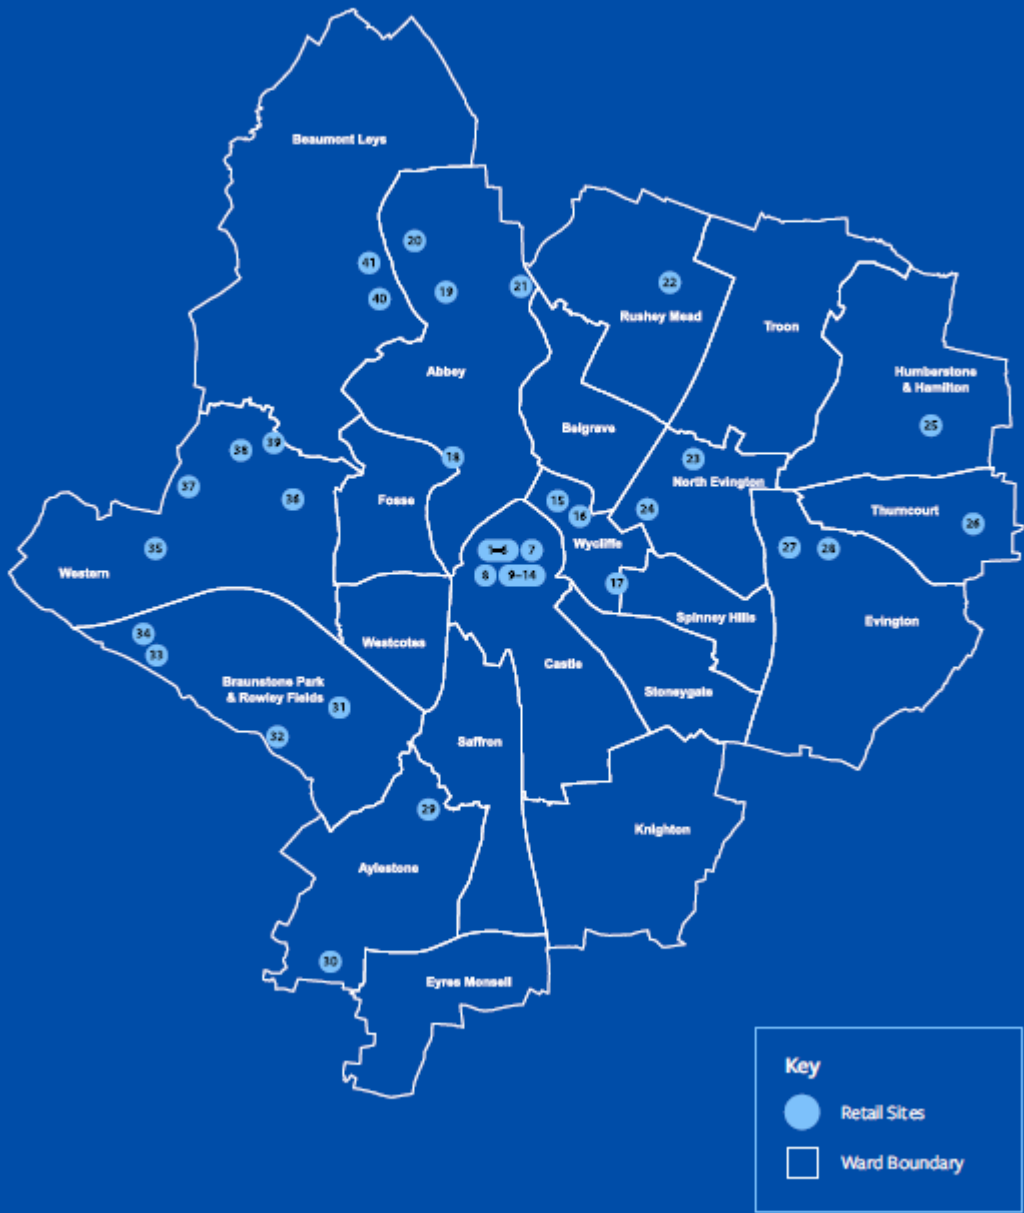 Beaumont Leys
20
41
40
19
21
22
Rushey Mead
Troon
Abbey
Humberstone
& Hamilton
25
Belgrave
39
38
18
23
North Evington
37
36
Fosse
15
16
24
Thurncourt
26
Wycliffe
35
7
27
28
Western
8
9–14
17
Spinney Hills
Evington
34
33
Westcotes
Castle
Braunstone Park
& Rowley Fields
31
Stoneygate
32
Saffron
29
Knighton
Aylestone
30
Eyres Monsell
Key
Retail Sites
Ward Boundary